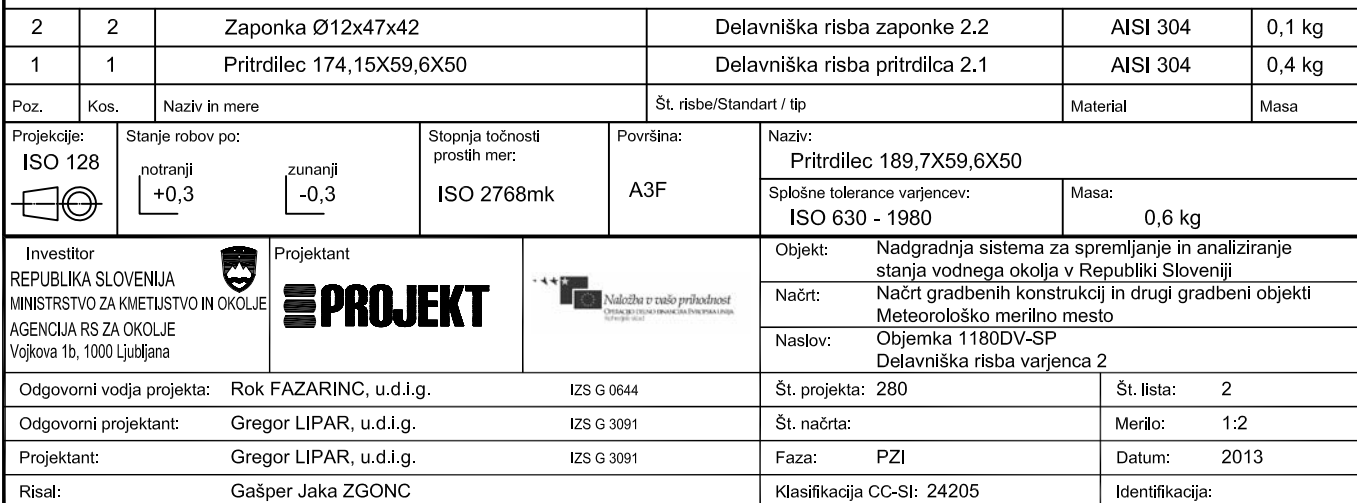 2 2 Zaponka Ø12x47x42 Delavniška risba zaponke 2.2 AISI 304 0,1 kg
1 1 Pritrdilec 174,15X59,6X50 Delavniška risba pritrdilca 2.1 AISI 304 0,4 kg
Poz. Kos. Naziv in mere Št. risbe/Standart / tip Material Masa
Projekcije:
ISO 128
Stanje robov po:
notranji
+0,3
zunanji
-0,3
Stopnja točnosti
prostih mer:
ISO 2768mk
Površina:
A3F
Naziv:
Pritrdilec 189,7X59,6X50
Splošne tolerance varjencev:
ISO 630 - 1980
Masa:
0,6 kg
Investitor
REPUBLIKA SLOVENIJA
MINISTRSTVO ZA KMETIJSTVO IN OKOLJE
AGENCIJA RS ZA OKOLJE
Vojkova 1b, 1000 Ljubljana
Projektant
PROJEKT
Naložba v vašo prihodnost
Objekt: Nadgradnja sistema za spremljanje in analiziranje
stanja vodnega okolja v Republiki Sloveniji
Načrt: Načrt gradbenih konstrukcij in drugi gradbeni objekti
Meteorološko merilno mesto
Naslov: Objemka 1180DV-SP
Delavniška risba varjenca 2
Odgovorni vodja projekta: Rok FAZARINC, u.d.i.g. IZS G 0644 Št. projekta: 280 Št. lista: 2
Odgovorni projektant: Gregor LIPAR, u.d.i.g. IZS G 3091 Št. načrta: Merilo: 1:2
Projektant: Gregor LIPAR, u.d.i.g. IZS G 3091 Faza: PZI Datum: 2013
Risal: Gašper Jaka ZGONC Klasifikacija CC-SI: 24205 Identifikacija: